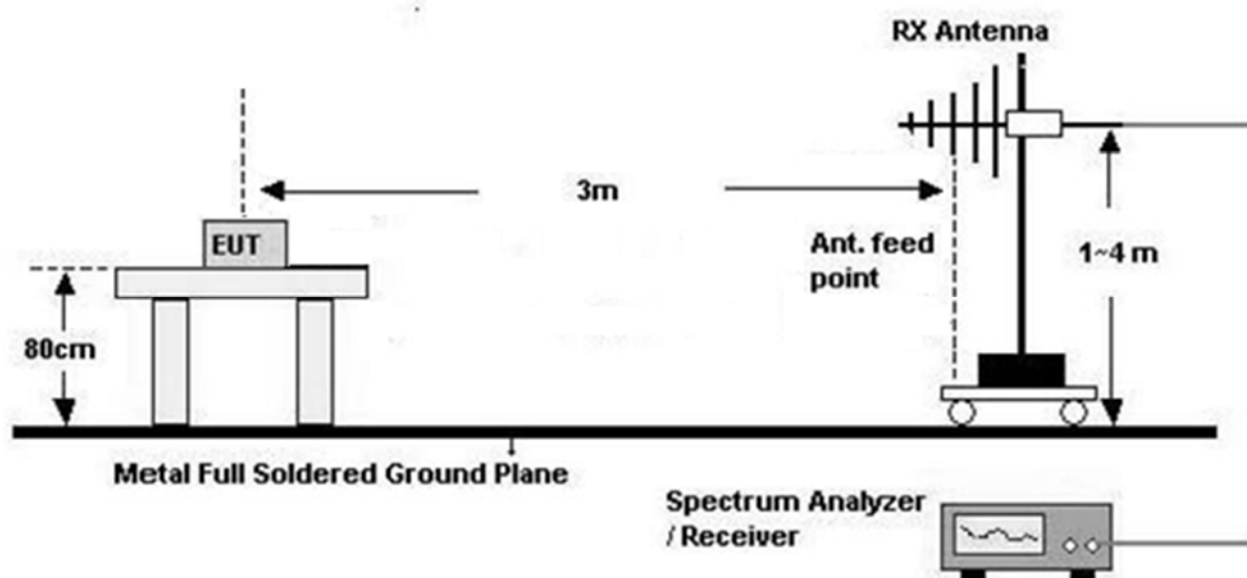 RX Antenna
3m
EUT
Ant. feed
point
1~4 m
80cm
Metal Full Soldered Ground Plane
Spectrum Analyzer
/ Receiver